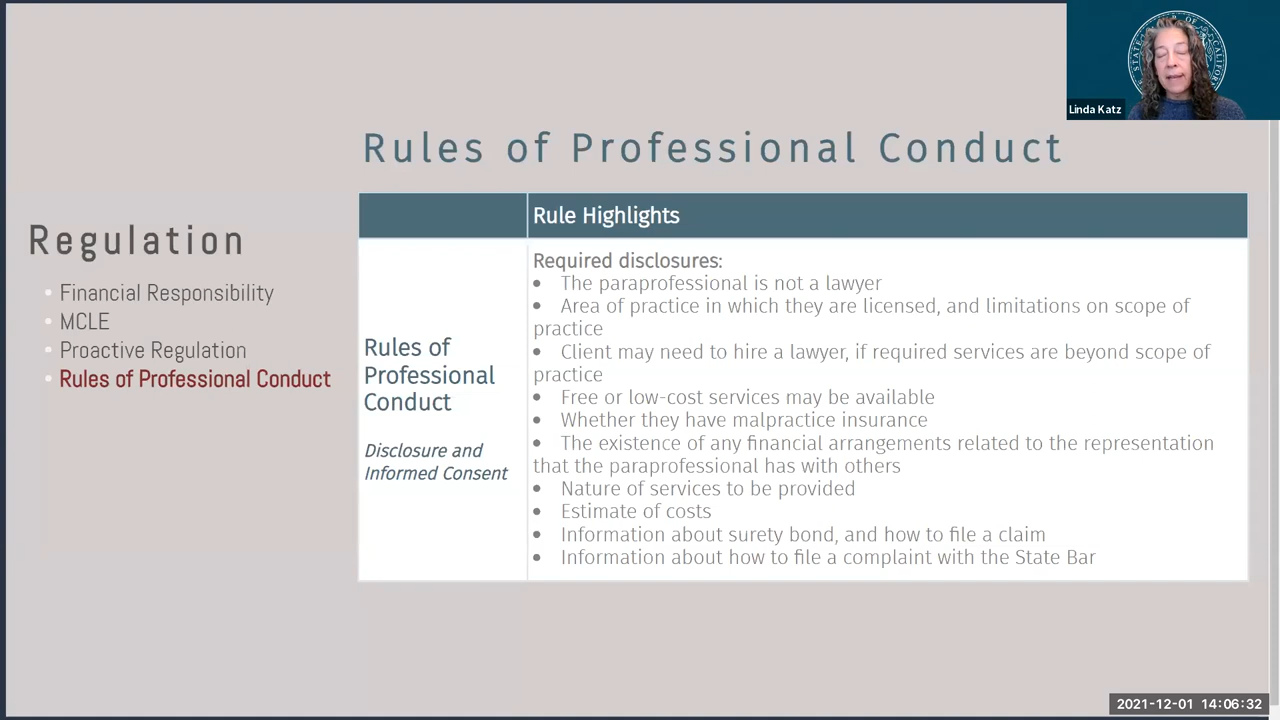 Linda Katz
Rules of Professional Conduct
Regulation
• Financial Responsibility
• MCLE
• Proactive Regulation
• Rules of Professional Conduct
Rule Highlights
Rules of
Professional
Conduct
Disclosure and
Informed Consent
Required disclosures:
• The paraprofessional is not a lawyer
• Area of practice in which they are licensed, and limitations on scope of
practice
• Client may need to hire a lawyer, if required services are beyond scope of
practice
• Free or low-cost services may be available
• Whether they have malpractice insurance
• The existence of any financial arrangements related to the representation
that the paraprofessional has with others
• Nature of services to be provided
• Estimate of costs
• Information about surety bond, and how to file a claim
• Information about how to file a complaint with the State Bar
2021-12-01 14:06:32